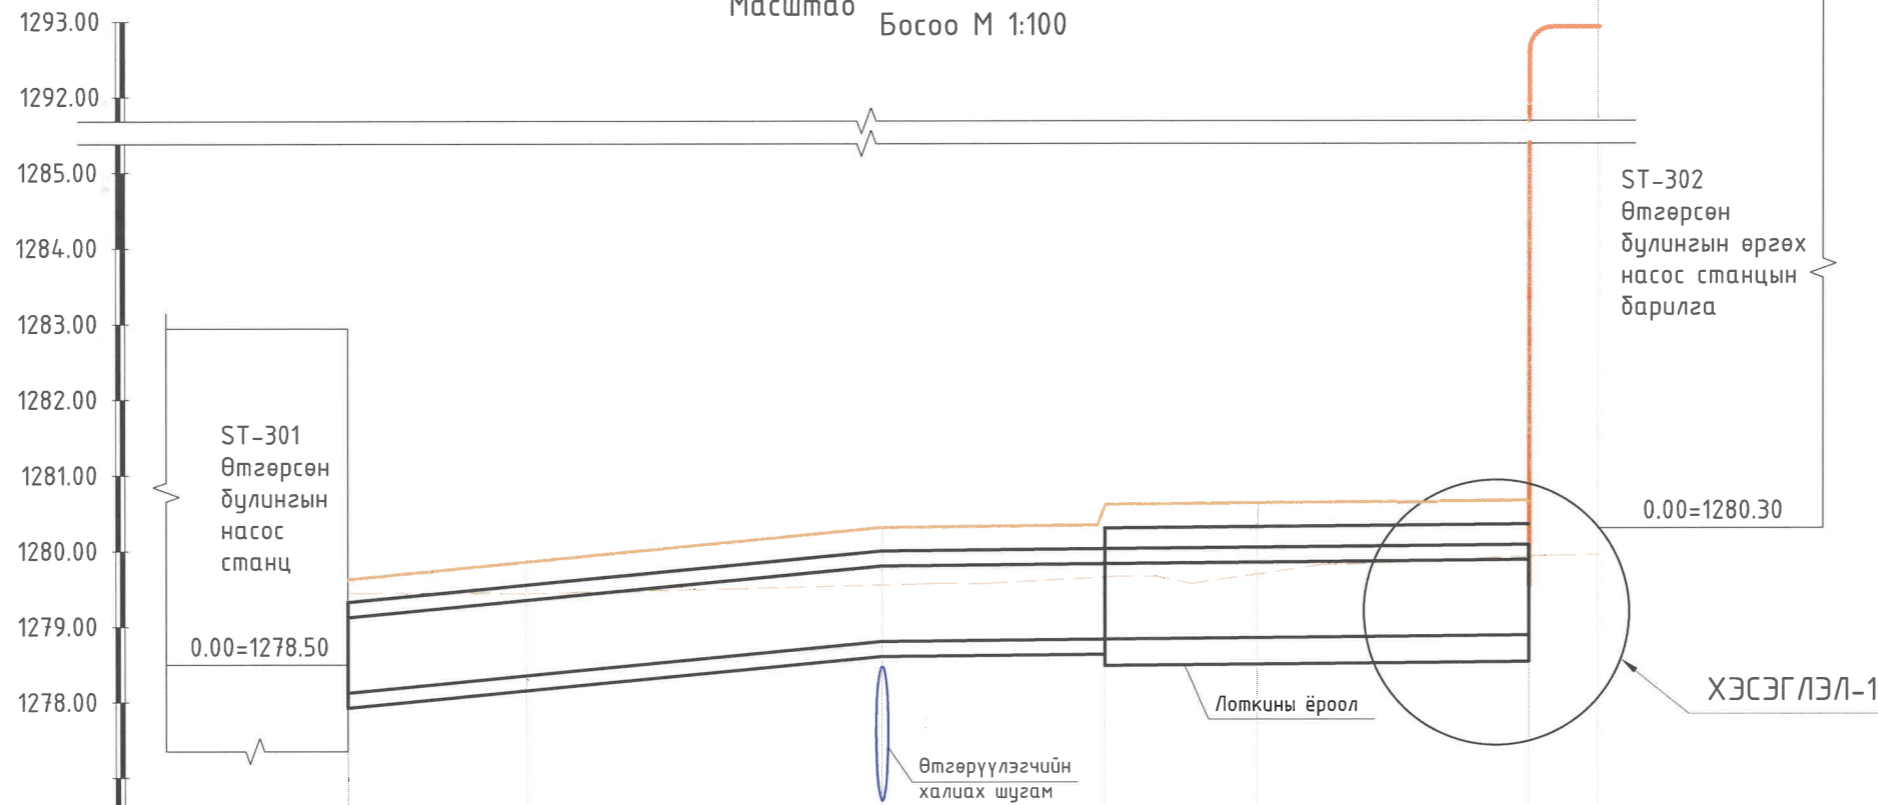 Масштаб
Босоо М 1:100
1293.00
1292.00
1285.00
1284.00
1283.00
1282.00
1281.00
1280.00
1279.00
1278.00
ST-301
Өтгөрсөн
булингын
насос
станц
0.00=1278.50
ST-302
Өтгөрсөн
булингын өргөх
насос станцын
барилга
0.00=1280.30
Лоткины ёроол
ХЭСЭГЛЭЛ-1
Өтгөрүүлэгчийн
халиах шугам